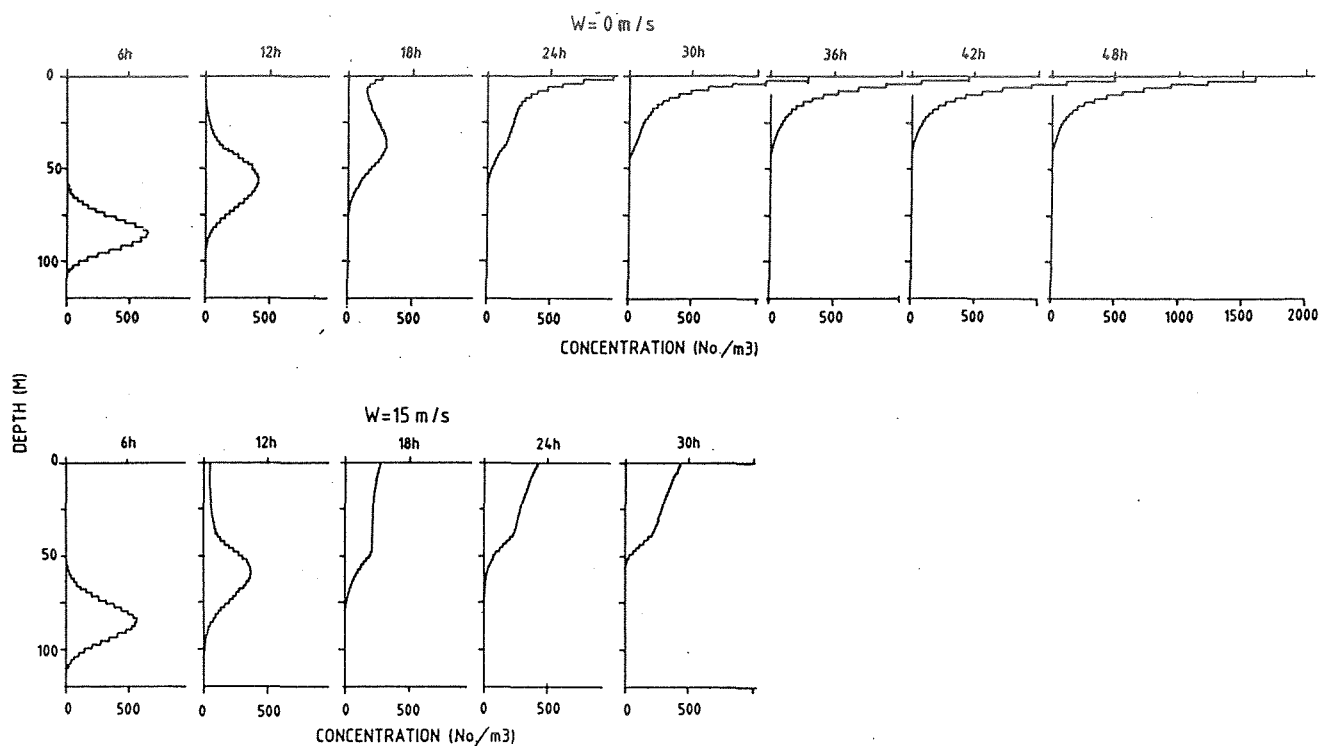 W=0 m/s
6h 12h 18h 24h 30h 36h 42h 48h
0
50
100
0 500 0 500 0 500 0 500 0 500 0 500 0 500 0 500 1000 1500 2000
CONCENTRATION (No./m3)
DEPTH (M)
W=15 m/s
6h 12h 18h 24h 30h
0
50
100
0 500 0 500 0 500 0 500 0 500
CONCENTRATION (No./m3)